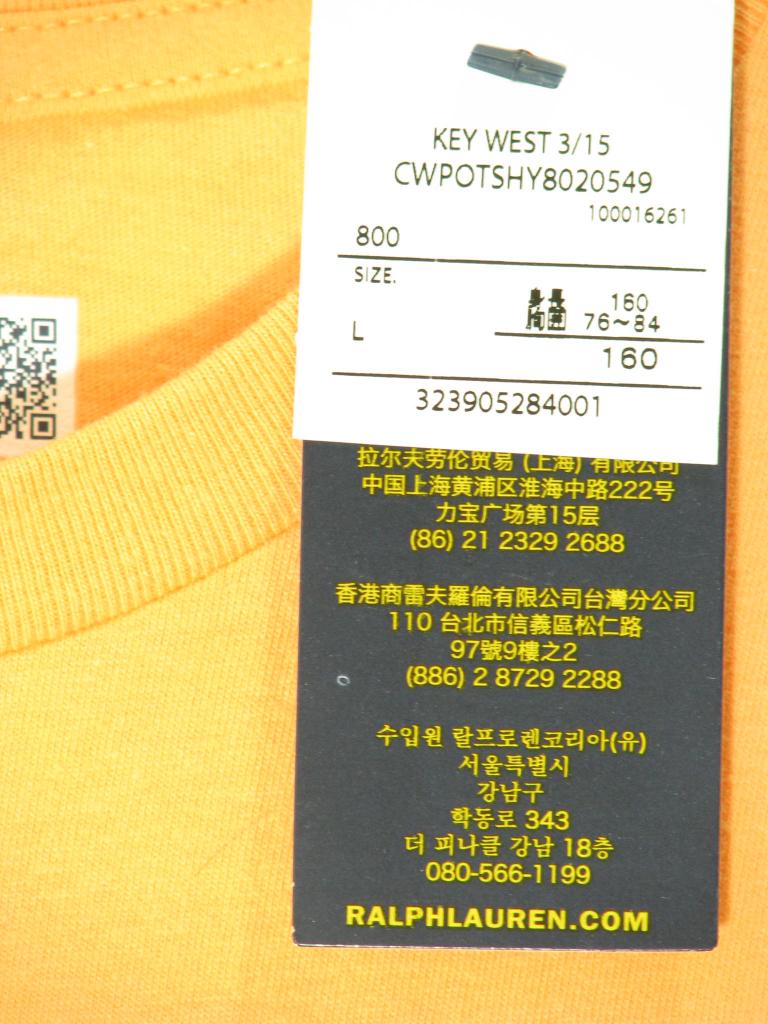 KEY WEST 3/15
CWPOTSHY8020549
100016261
800
SIZE.
身長 160
胸囲 76~84
L
160
323905284001
拉尔夫劳伦贸易 (上海) 有限公司
中国上海黄浦区淮海中路222号
力宝广场第15层
(86) 21 2329 2688
香港商雷夫羅倫有限公司台灣分公司
110 台北市信義區松仁路
97號9樓之2
(886) 2 8729 2288
수입원 랄프로렌코리아(유)
서울특별시
강남구
학동로 343
더 피나클 강남 18층
080-566-1199
RALPHLAUREN.COM